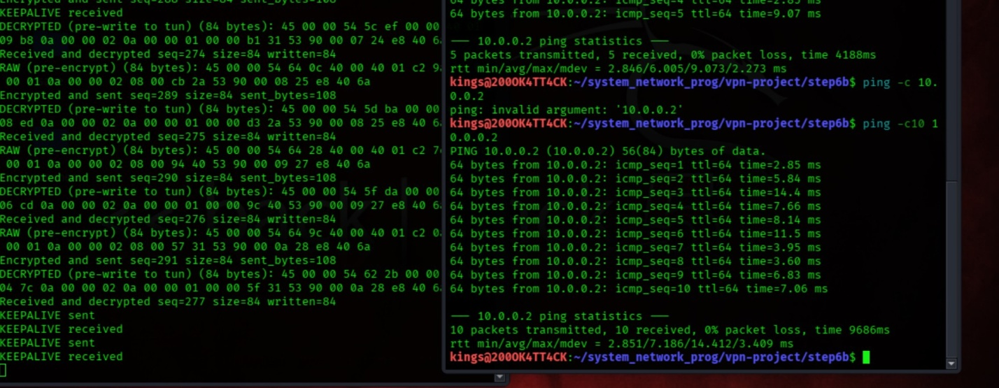 Encrypted and sent seq=288 size=84 sent_bytes=108
KEEPALIVE received
DECRYPTED (pre-write to tun) (84 bytes): 45 00 00 54 5c ef 00 00
09 b8 0a 00 00 02 0a 00 00 01 00 00 b1 31 53 90 00 07 24 e8 40 6
Received and decrypted seq=274 size=84 written=84
RAW (pre-encrypt) (84 bytes): 45 00 00 54 64 0c 40 00 40 01 c2 9
00 01 0a 00 00 02 08 00 cb 2a 53 90 00 08 25 e8 40 6a
Encrypted and sent seq=289 size=84 sent_bytes=108
DECRYPTED (pre-write to tun) (84 bytes): 45 00 00 54 5d ba 00 00
08 ed 0a 00 00 02 0a 00 00 01 00 00 d3 2a 53 90 00 08 25 e8 40 6
Received and decrypted seq=275 size=84 written=84
RAW (pre-encrypt) (84 bytes): 45 00 00 54 64 28 40 00 40 01 c2 7
00 01 0a 00 00 02 08 00 94 40 53 90 00 09 27 e8 40 6a
Encrypted and sent seq=290 size=84 sent_bytes=108
DECRYPTED (pre-write to tun) (84 bytes): 45 00 00 54 5f da 00 00
06 cd 0a 00 00 02 0a 00 00 01 00 00 9c 40 53 90 00 09 27 e8 40 6
Received and decrypted seq=276 size=84 written=84
RAW (pre-encrypt) (84 bytes): 45 00 00 54 64 9c 40 00 40 01 c2 0
00 01 0a 00 00 02 08 00 57 31 53 90 00 0a 28 e8 40 6a
Encrypted and sent seq=291 size=84 sent_bytes=108
DECRYPTED (pre-write to tun) (84 bytes): 45 00 00 54 62 2b 00 00
04 7c 0a 00 00 02 0a 00 00 01 00 00 5f 31 53 90 00 0a 28 e8 40 6
Received and decrypted seq=277 size=84 written=84
KEEPALIVE sent
KEEPALIVE received
KEEPALIVE sent
KEEPALIVE received
64 bytes from 10.0.0.2: icmp_seq=4 ttl=64 time=2.85 ms
64 bytes from 10.0.0.2: icmp_seq=5 ttl=64 time=9.07 ms
--- 10.0.0.2 ping statistics ---
5 packets transmitted, 5 received, 0% packet loss, time 4188ms
rtt min/avg/max/mdev = 2.846/6.005/9.073/2.273 ms
kings@200OK4TT4CK:~/system_network_prog/vpn-project/step6b$ ping -c 10.
0.0.2
ping: invalid argument: '10.0.0.2'
kings@200OK4TT4CK:~/system_network_prog/vpn-project/step6b$ ping -c10 1
0.0.0.2
PING 10.0.0.2 (10.0.0.2) 56(84) bytes of data.
64 bytes from 10.0.0.2: icmp_seq=1 ttl=64 time=2.85 ms
64 bytes from 10.0.0.2: icmp_seq=2 ttl=64 time=5.84 ms
64 bytes from 10.0.0.2: icmp_seq=3 ttl=64 time=14.4 ms
64 bytes from 10.0.0.2: icmp_seq=4 ttl=64 time=7.66 ms
64 bytes from 10.0.0.2: icmp_seq=5 ttl=64 time=8.14 ms
64 bytes from 10.0.0.2: icmp_seq=6 ttl=64 time=11.5 ms
64 bytes from 10.0.0.2: icmp_seq=7 ttl=64 time=3.95 ms
64 bytes from 10.0.0.2: icmp_seq=8 ttl=64 time=3.60 ms
64 bytes from 10.0.0.2: icmp_seq=9 ttl=64 time=6.83 ms
64 bytes from 10.0.0.2: icmp_seq=10 ttl=64 time=7.06 ms
--- 10.0.0.2 ping statistics ---
10 packets transmitted, 10 received, 0% packet loss, time 9686ms
rtt min/avg/max/mdev = 2.851/7.186/14.412/3.409 ms
kings@200OK4TT4CK:~/system_network_prog/vpn-project/step6b$